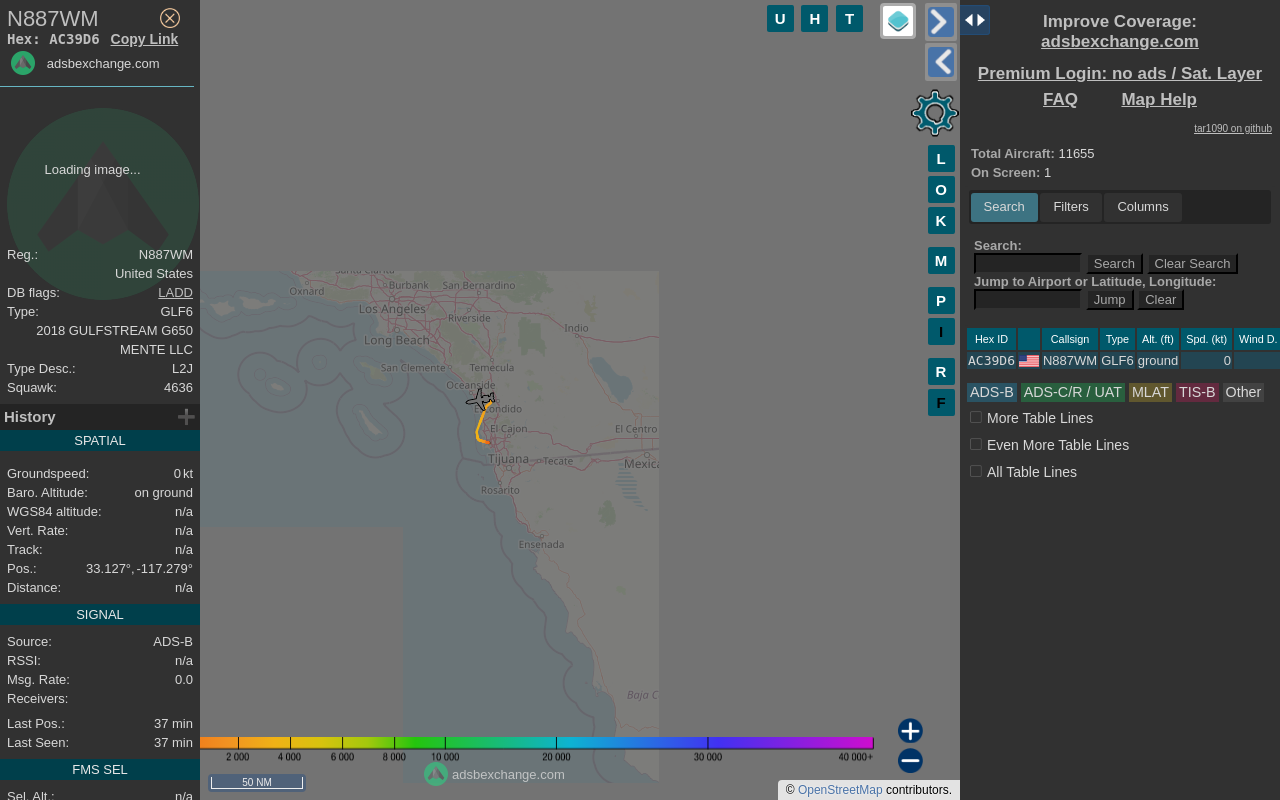 N887WM
Hex: AC39D6 Copy Link
adsbexchange.com
Loading image...
Reg.: N887WM
United States
DB flags: LADD
Type: GLF6
2018 GULFSTREAM G650
MENTE LLC
Type Desc.: L2J
Squawk: 4636
History
SPATIAL
Groundspeed: 0 kt
Baro. Altitude: on ground
WGS84 altitude: n/a
Vert. Rate: n/a
Track: n/a
Pos.: 33.127°, -117.279°
Distance: n/a
SIGNAL
Source: ADS-B
RSSI: n/a
Msg. Rate: 0.0
Receivers:
Last Pos.: 37 min
Last Seen: 37 min
FMS SEL
Sel. Alt.: n/a
U H T
L
O
K
M
P
I
R
F
Oxnard
Burbank
San Bernardino
Los Angeles
Riverside
Indio
Long Beach
San Clemente
Temecula
Oceanside
El Cajon
El Centro
Tijuana
Tecate
Mexica
Rosarito
Ensenada
Baja C
2 000 4 000 6 000 8 000 10 000 20 000 30 000 40 000+
50 NM
adsbexchange.com
© OpenStreetMap contributors.
Improve Coverage:
adsbexchange.com
Premium Login: no ads / Sat. Layer
FAQ Map Help
tar1090 on github
Total Aircraft: 11655
On Screen: 1
Search Filters Columns
Search:
Search Clear Search
Jump to Airport or Latitude, Longitude:
Jump Clear
Hex ID Callsign Type Alt. (ft) Spd. (kt) Wind D.
AC39D6 N887WM GLF6 ground 0
ADS-B ADS-C/R / UAT MLAT TIS-B Other
More Table Lines
Even More Table Lines
All Table Lines